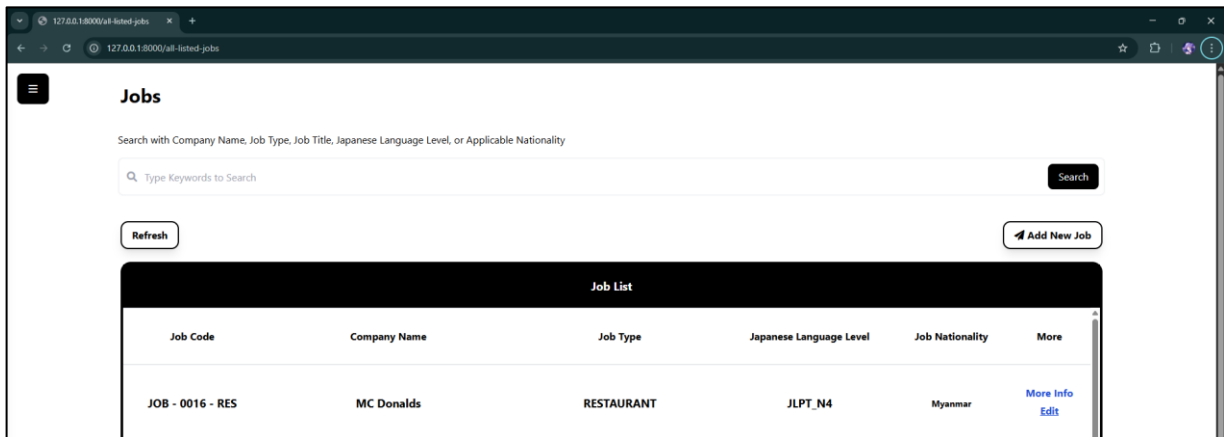 127.0.0.1:8000/all-listed-jobs
127.0.0.1:8000/all-listed-jobs
Jobs
Search with Company Name, Job Type, Job Title, Japanese Language Level, or Applicable Nationality
Type Keywords to Search Search
Refresh Add New Job
Job List
Job Code Company Name Job Type Japanese Language Level Job Nationality More
JOB - 0016 - RES MC Donalds RESTAURANT JLPT_N4 Myanmar More Info
Edit